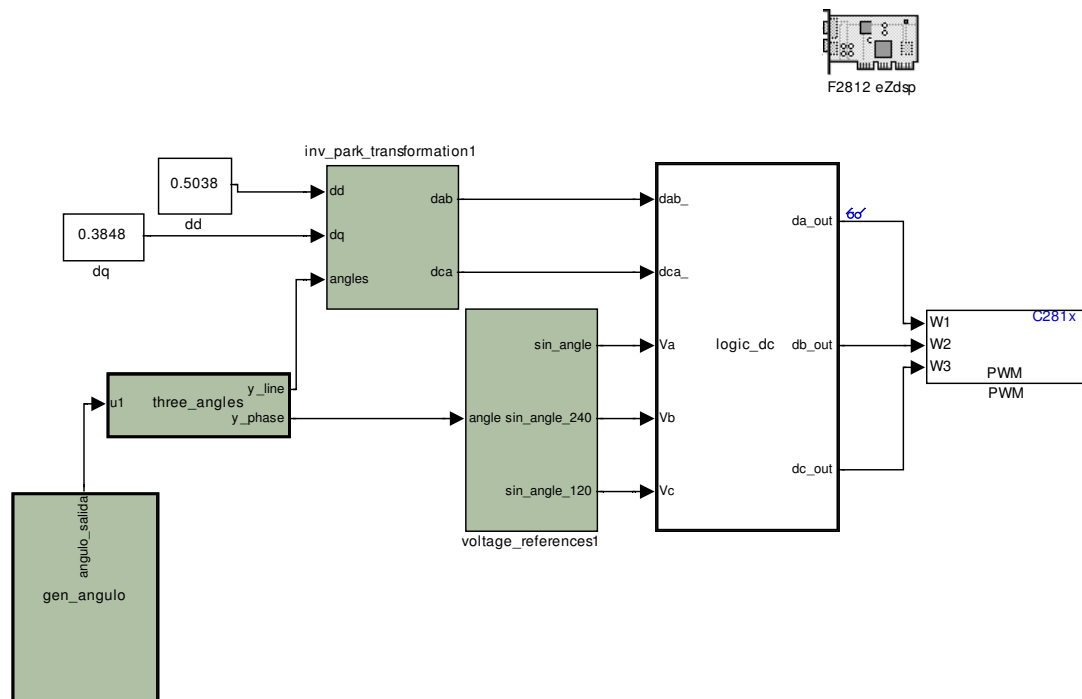 F2812 eZdsp
inv_park_transformation1
0.5038
dd
dd
dq
angles
dab
dca
0.3848
dq
dab_
dca_
Va
Vb
Vc
logic_dc
da_out
db_out
dc_out
C281x
W1
W2
W3
PWM
PWM
sin_angle
angle sin_angle_240
sin_angle_120
voltage_references1
u1
three_angles
y_line
y_phase
angulo_salida
gen_angulo